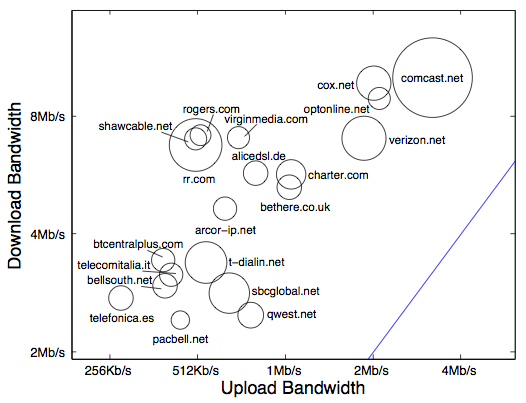 comcast.net
cox.net
optonline.net
rogers.com
virginmedia.com
8Mb/s
shawcable.net
verizon.net
alicedsl.de
rr.com
charter.com
bethere.co.uk
arcor-ip.net
4Mb/s
btcentralplus.com
t-dialin.net
telecomitalia.it
bellsouth.net
sbcglobal.net
telefonica.es
qwest.net
pacbell.net
2Mb/s
Download Bandwidth
256Kb/s 512Kb/s 1Mb/s 2Mb/s 4Mb/s
Upload Bandwidth